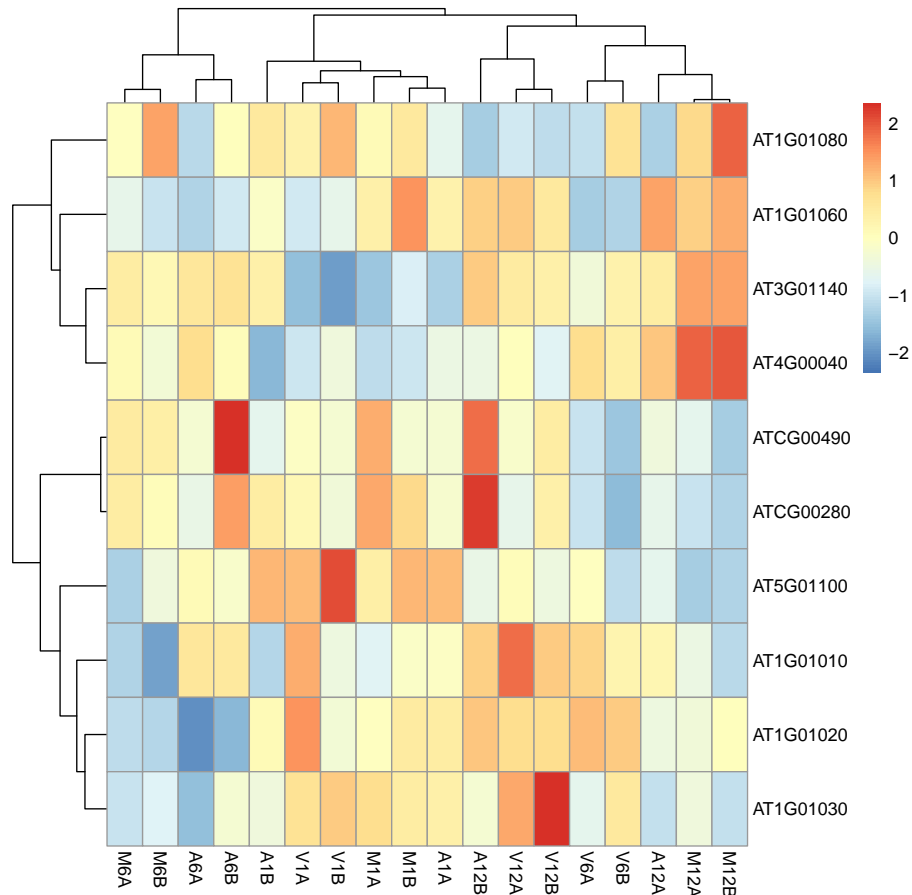 AT1G01080
AT1G01060
AT3G01140
AT4G00040
ATCG00490
ATCG00280
AT5G01100
AT1G01010
AT1G01020
AT1G01030
2
1
0
−1
−2
M6A
M6B
A6A
A6B
A1B
V1A
V1B
M1A
M1B
A1A
A12B
V12A
V12B
V6A
V6B
A12A
M12A
M12B